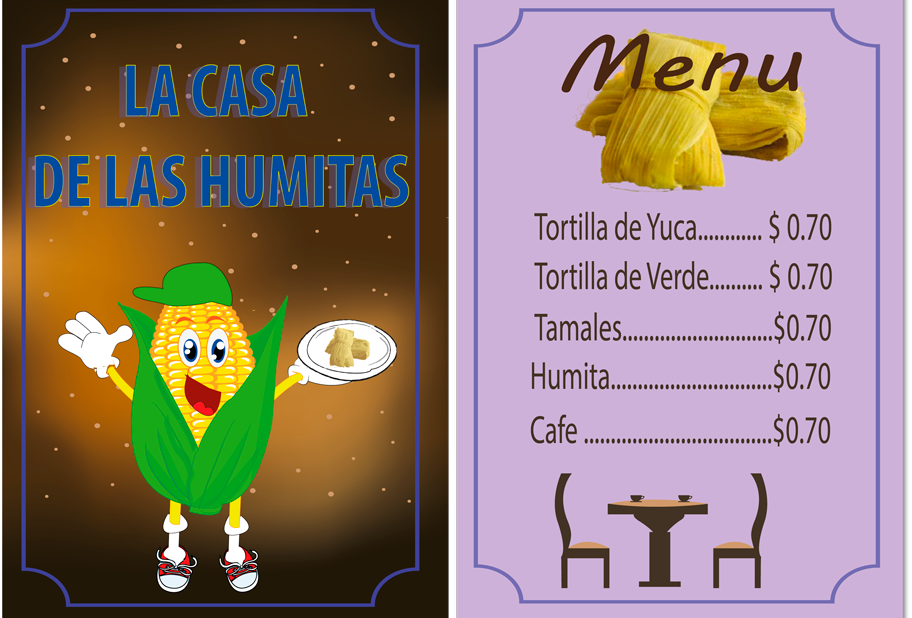 LA CASA
DE LAS HUMITAS
Menu
Tortilla de Yuca............ $ 0.70
Tortilla de Verde.......... $ 0.70
Tamales............................$0.70
Humita...............................$0.70
Cafe ....................................$0.70